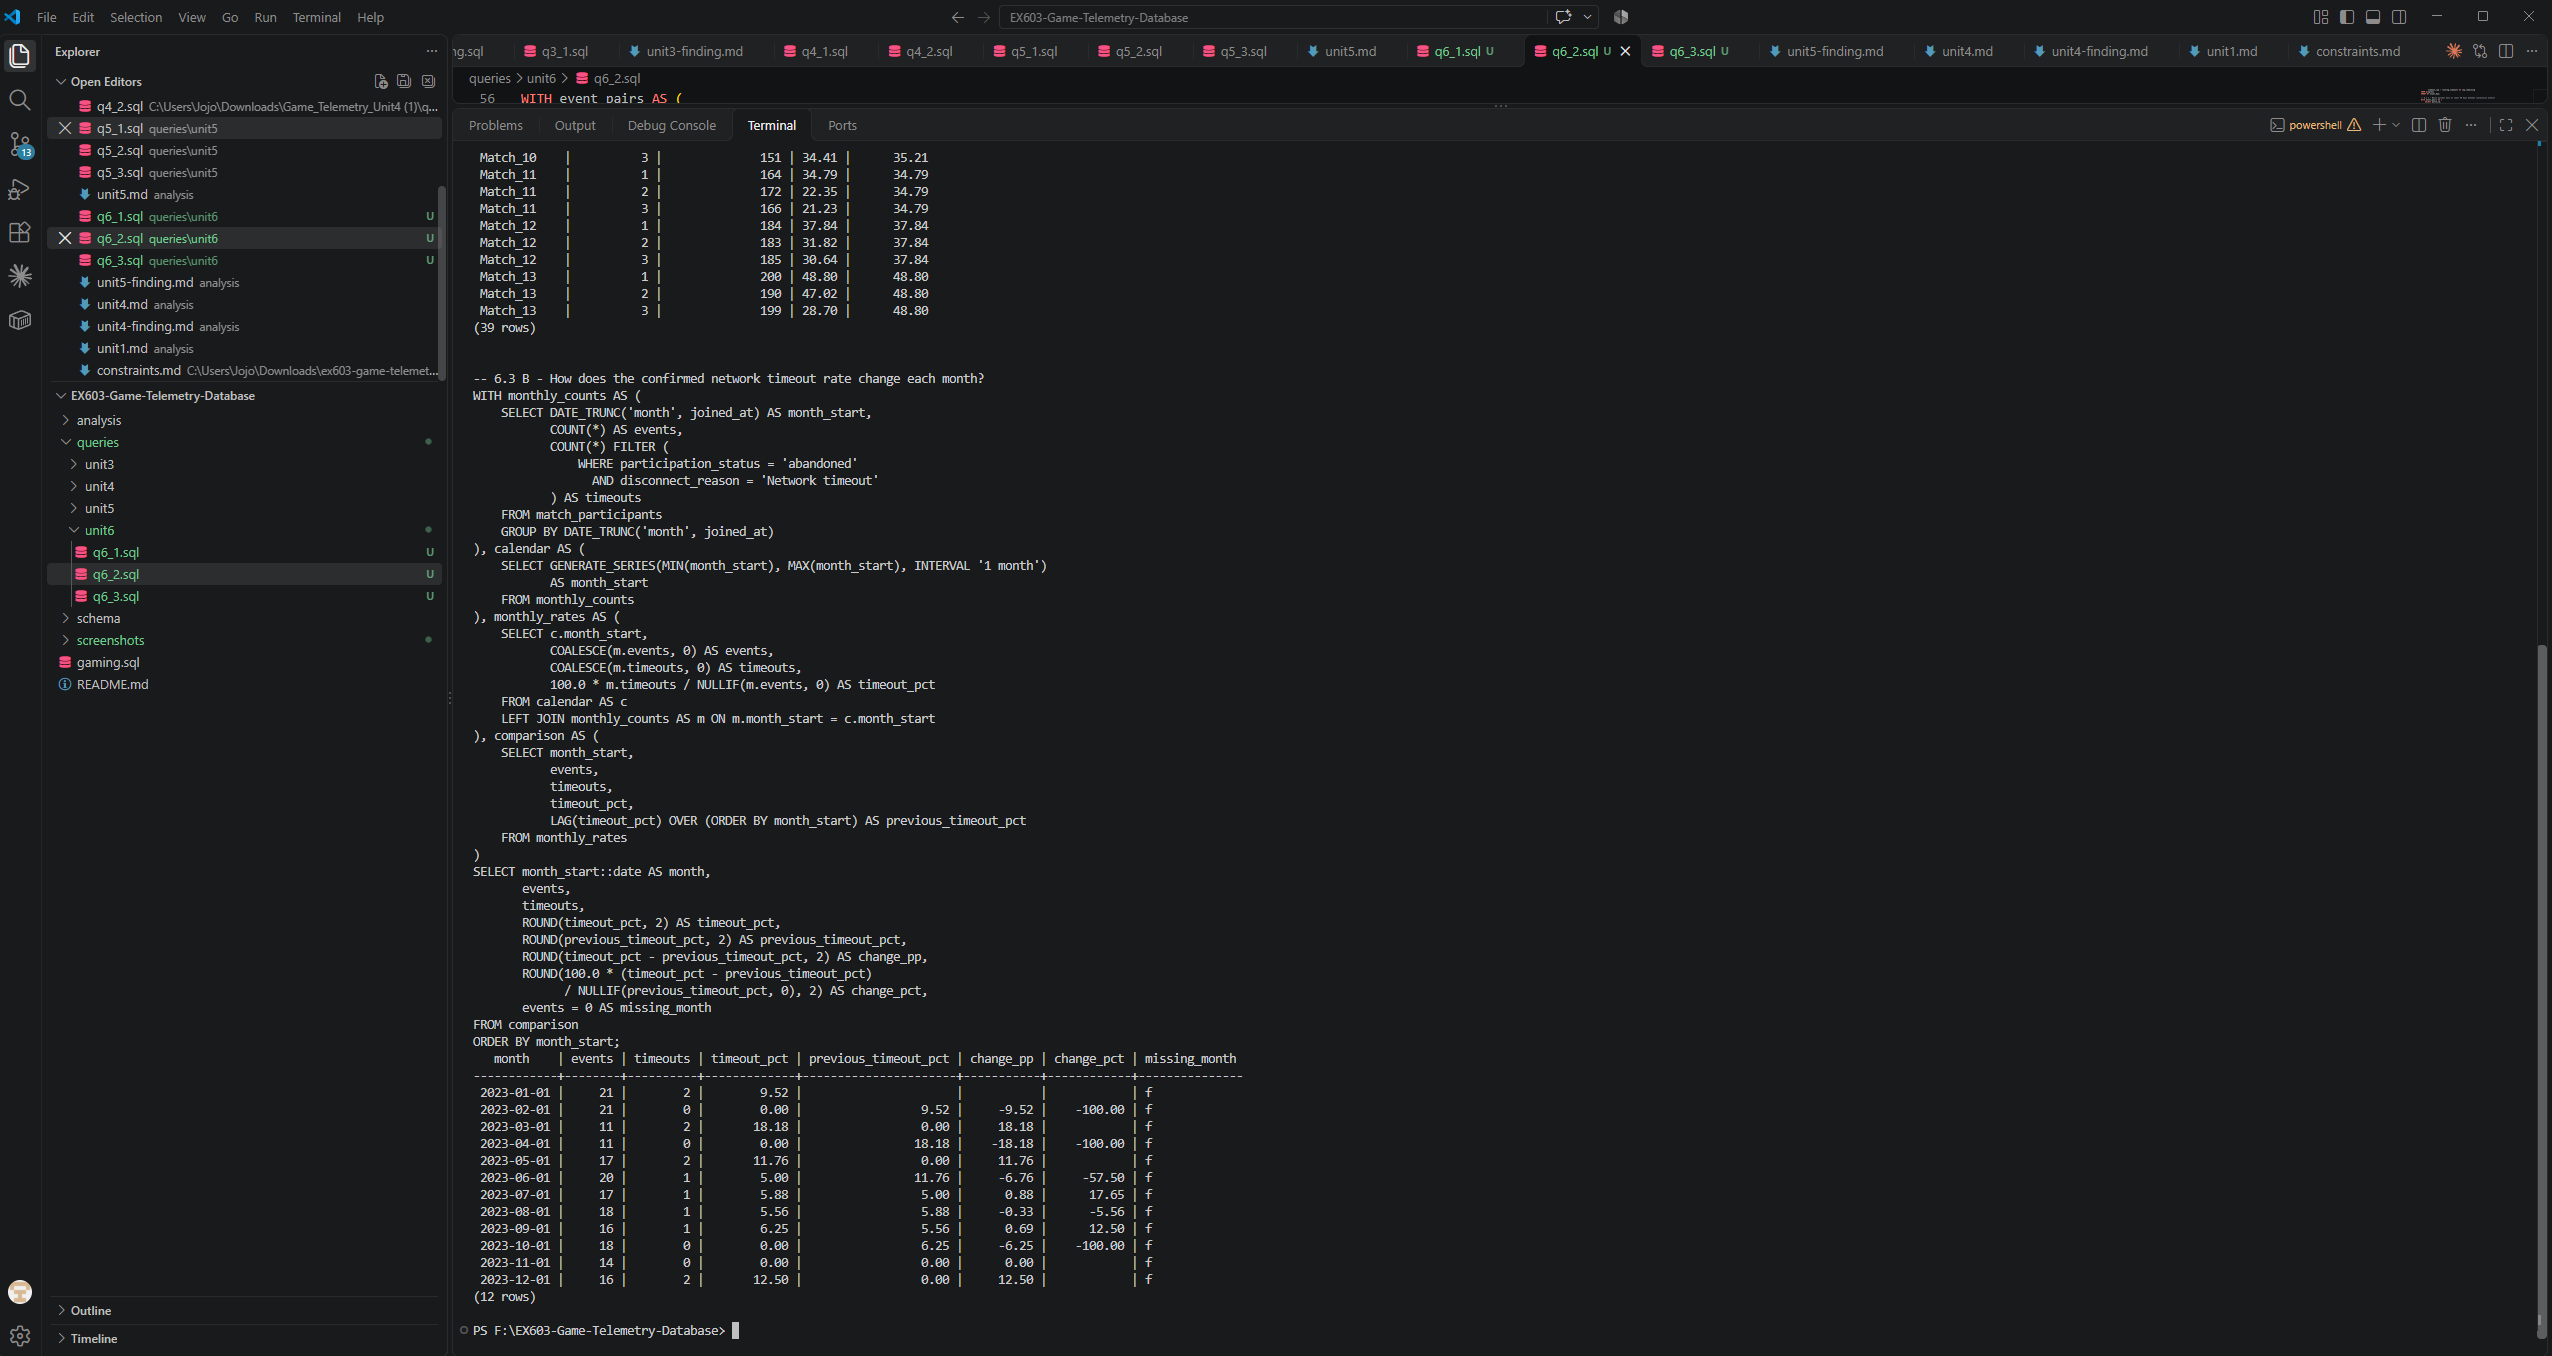 File Edit Selection View Go Run Terminal Help
EX603-Game-Telemetry-Database
Explorer
Open Editors
q4_2.sql C:\Users\Jojo\Downloads\Game_Telemetry_Unit4 (1)\q...
q5_1.sql queries\unit5
q5_2.sql queries\unit5
q5_3.sql queries\unit5
unit5.md analysis
q6_1.sql queries\unit6 U
q6_2.sql queries\unit6 U
q6_3.sql queries\unit6 U
unit5-finding.md analysis
unit4.md analysis
unit4-finding.md analysis
unit1.md analysis
constraints.md C:\Users\Jojo\Downloads\ex603-game-telemet...
EX603-Game-Telemetry-Database
analysis
queries
unit3
unit4
unit5
unit6
q6_1.sql U
q6_2.sql U
q6_3.sql U
schema
screenshots
gaming.sql
README.md
Outline
Timeline
13
ng.sql q3_1.sql unit3-finding.md q4_1.sql q4_2.sql q5_1.sql q5_2.sql q5_3.sql unit5.md q6_1.sql U q6_2.sql U q6_3.sql U unit5-finding.md unit4.md unit4-finding.md unit1.md constraints.md
queries > unit6 > q6_2.sql
56 WITH event_pairs AS (
Problems Output Debug Console Terminal Ports
powershell
Match_10 | 3 | 151 | 34.41 | 35.21
Match_11 | 1 | 164 | 34.79 | 34.79
Match_11 | 2 | 172 | 22.35 | 34.79
Match_11 | 3 | 166 | 21.23 | 34.79
Match_12 | 1 | 184 | 37.84 | 37.84
Match_12 | 2 | 183 | 31.82 | 37.84
Match_12 | 3 | 185 | 30.64 | 37.84
Match_13 | 1 | 200 | 48.80 | 48.80
Match_13 | 2 | 190 | 47.02 | 48.80
Match_13 | 3 | 199 | 28.70 | 48.80
(39 rows)
-- 6.3 B - How does the confirmed network timeout rate change each month?
WITH monthly_counts AS (
SELECT DATE_TRUNC('month', joined_at) AS month_start,
COUNT(*) AS events,
COUNT(*) FILTER (
WHERE participation_status = 'abandoned'
AND disconnect_reason = 'Network timeout'
) AS timeouts
FROM match_participants
GROUP BY DATE_TRUNC('month', joined_at)
), calendar AS (
SELECT GENERATE_SERIES(MIN(month_start), MAX(month_start), INTERVAL '1 month')
AS month_start
FROM monthly_counts
), monthly_rates AS (
SELECT c.month_start,
COALESCE(m.events, 0) AS events,
COALESCE(m.timeouts, 0) AS timeouts,
100.0 * m.timeouts / NULLIF(m.events, 0) AS timeout_pct
FROM calendar AS c
LEFT JOIN monthly_counts AS m ON m.month_start = c.month_start
), comparison AS (
SELECT month_start,
events,
timeouts,
timeout_pct,
LAG(timeout_pct) OVER (ORDER BY month_start) AS previous_timeout_pct
FROM monthly_rates
)
SELECT month_start::date AS month,
events,
timeouts,
ROUND(timeout_pct, 2) AS timeout_pct,
ROUND(previous_timeout_pct, 2) AS previous_timeout_pct,
ROUND(timeout_pct - previous_timeout_pct, 2) AS change_pp,
ROUND(100.0 * (timeout_pct - previous_timeout_pct)
/ NULLIF(previous_timeout_pct, 0), 2) AS change_pct,
events = 0 AS missing_month
FROM comparison
ORDER BY month_start;
month | events | timeouts | timeout_pct | previous_timeout_pct | change_pp | change_pct | missing_month
------------+--------+----------+-------------+----------------------+-----------+------------+---------------
2023-01-01 | 21 | 2 | 9.52 | | | | f
2023-02-01 | 21 | 0 | 0.00 | 9.52 | -9.52 | -100.00 | f
2023-03-01 | 11 | 2 | 18.18 | 0.00 | 18.18 | | f
2023-04-01 | 11 | 0 | 0.00 | 18.18 | -18.18 | -100.00 | f
2023-05-01 | 17 | 2 | 11.76 | 0.00 | 11.76 | | f
2023-06-01 | 20 | 1 | 5.00 | 11.76 | -6.76 | -57.50 | f
2023-07-01 | 17 | 1 | 5.88 | 5.00 | 0.88 | 17.65 | f
2023-08-01 | 18 | 1 | 5.56 | 5.88 | -0.33 | -5.56 | f
2023-09-01 | 16 | 1 | 6.25 | 5.56 | 0.69 | 12.50 | f
2023-10-01 | 18 | 0 | 0.00 | 6.25 | -6.25 | -100.00 | f
2023-11-01 | 14 | 0 | 0.00 | 0.00 | 0.00 | | f
2023-12-01 | 16 | 2 | 12.50 | 0.00 | 12.50 | | f
(12 rows)
PS F:\EX603-Game-Telemetry-Database>